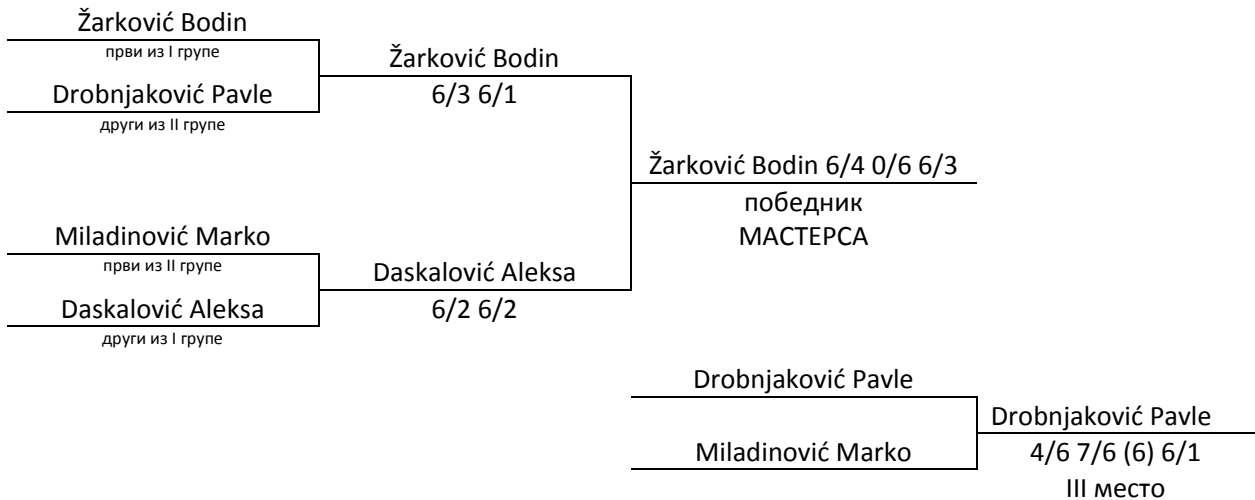 Žarković Bodin
први из I групе
Žarković Bodin
Drobnjaković Pavle
6/3 6/1
други из II групе
Žarković Bodin 6/4 0/6 6/3
победник
МАСТЕРСА
Miladinović Marko
први из II групе
Daskalović Aleksa
Daskalović Aleksa
6/2 6/2
други из I групе
Drobnjaković Pavle
Drobnjaković Pavle
Miladinović Marko
4/6 7/6 (6) 6/1
III место